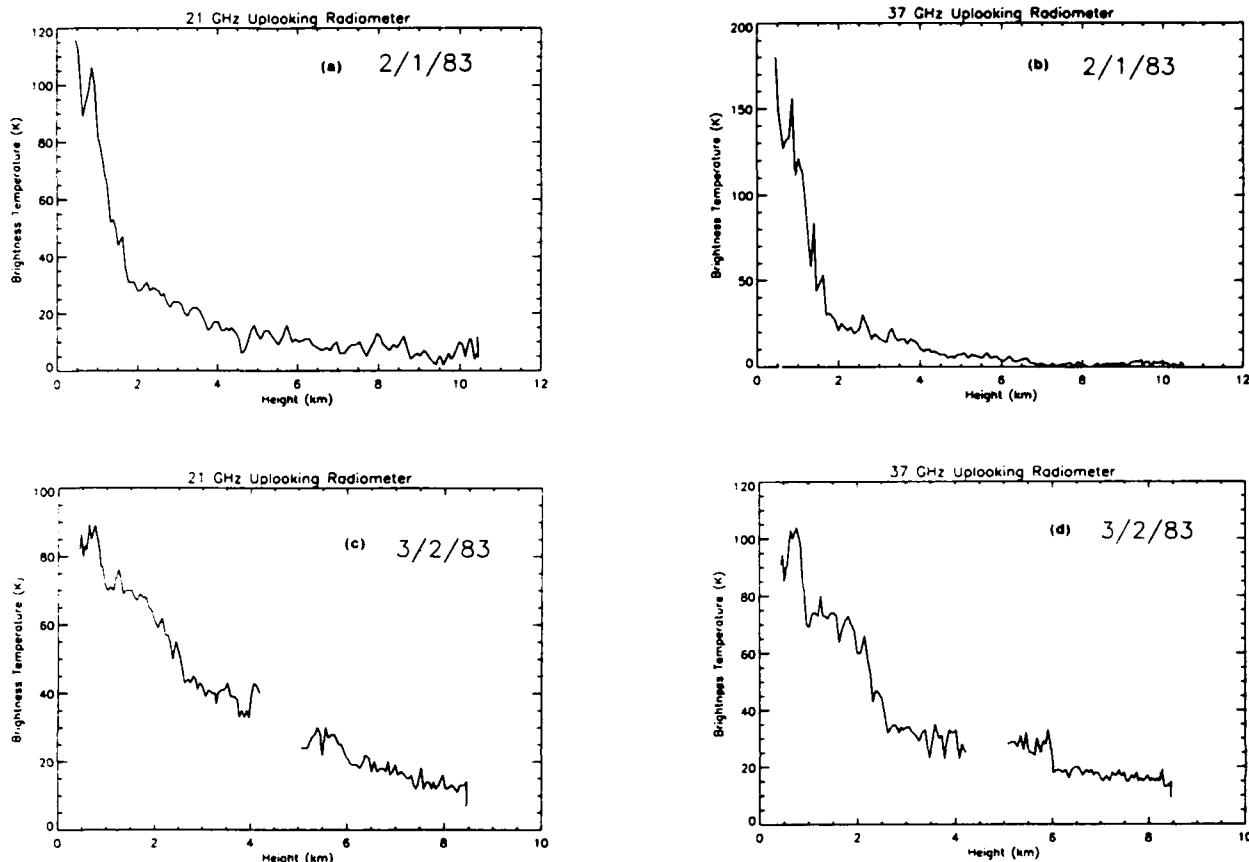 21 GHz Uplooking Radiometer
(a) 2/1/83
Brightness Temperature (K)
120
100
80
60
40
20
0
0 2 4 6 8 10 12
Height (km)
37 GHz Uplooking Radiometer
(b) 2/1/83
Brightness Temperature (K)
200
150
100
50
0
0 2 4 6 8 10 12
Height (km)
21 GHz Uplooking Radiometer
(c) 3/2/83
Brightness Temperature (K)
100
80
60
40
20
0
0 2 4 6 8 10
Height (km)
37 GHz Uplooking Radiometer
(d) 3/2/83
Brightness Temperature (K)
120
100
80
60
40
20
0
0 2 4 6 8 10
Height (km)